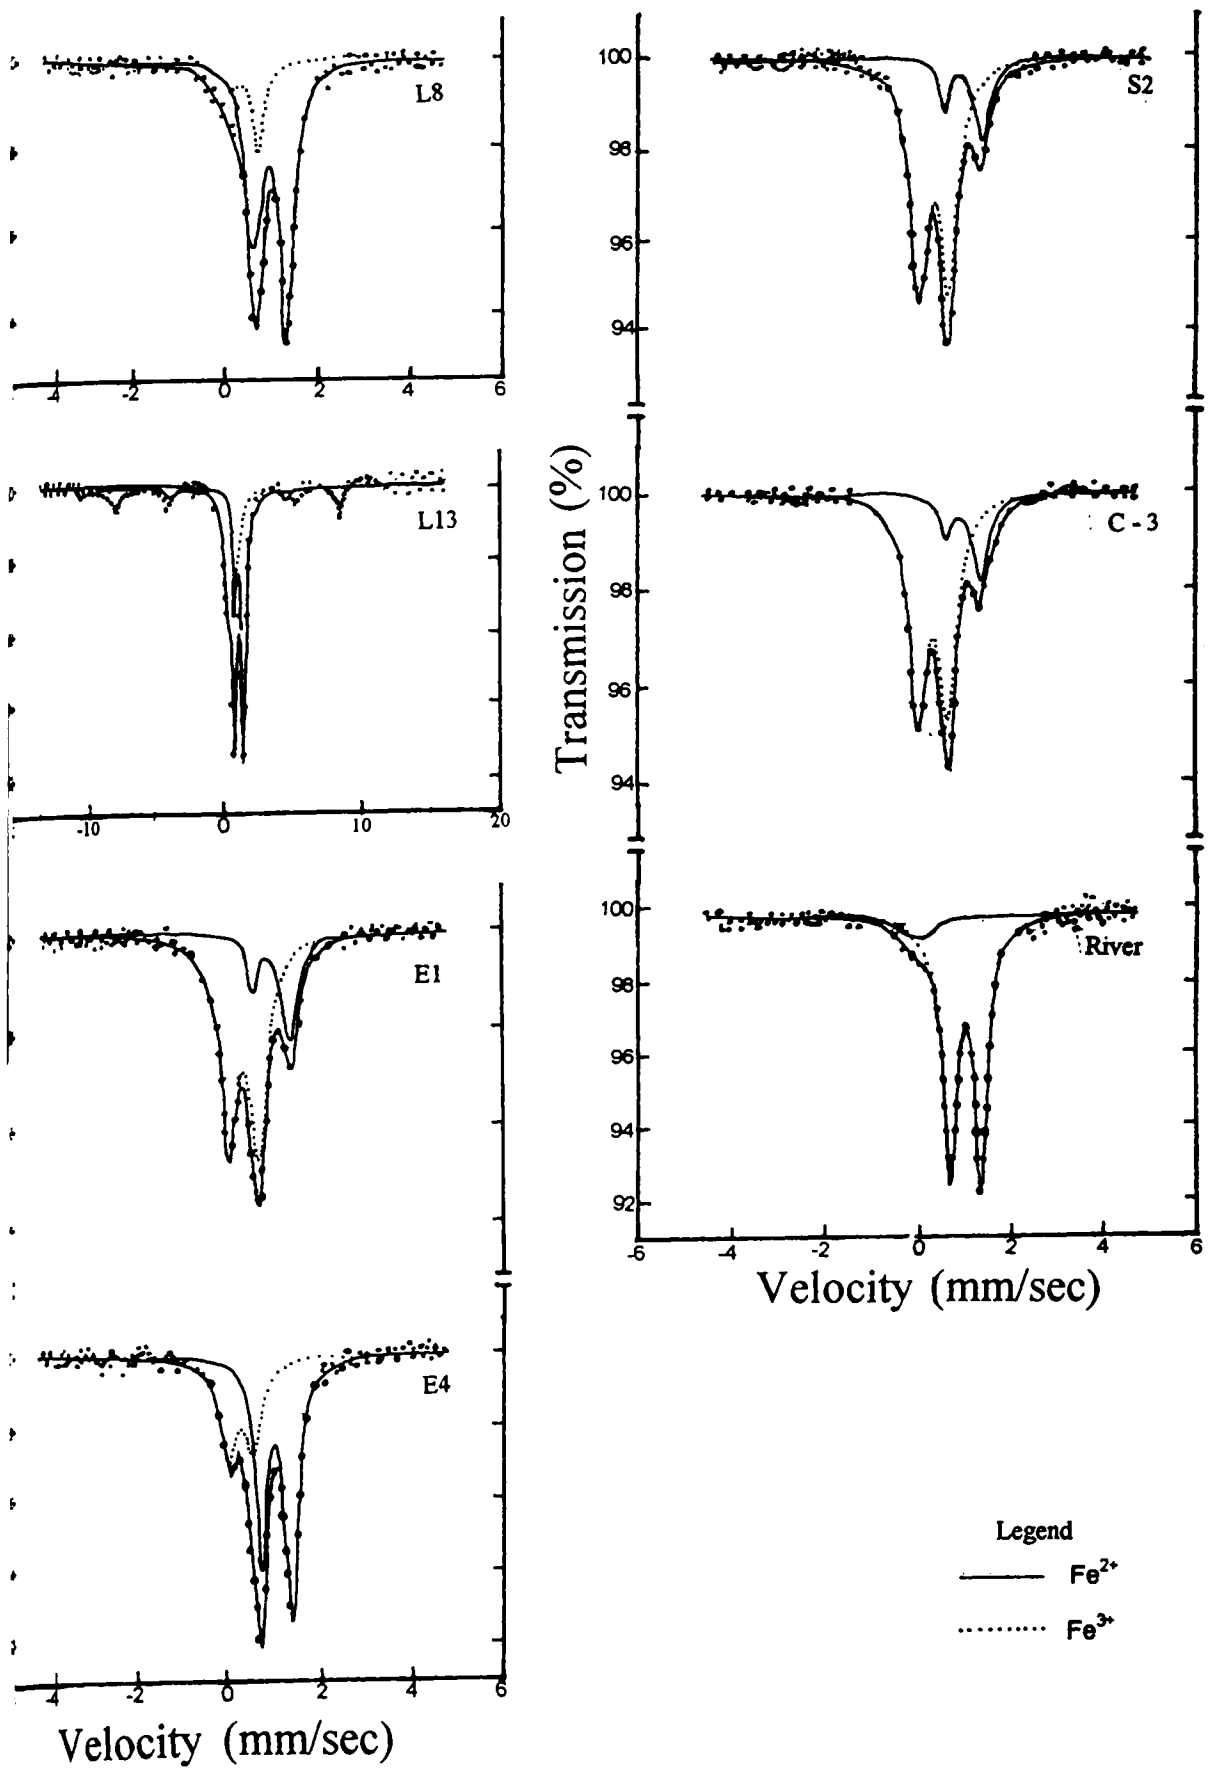 L8
-4 -2 0 2 4 6
L13
-10 0 10 20
E1
E4
-4 -2 0 2 4 6
Velocity (mm/sec)
Transmission (%)
100
S2
98
96
94
100
C - 3
98
96
94
100
River
98
96
94
92
-6 -4 -2 0 2 4 6
Velocity (mm/sec)
Legend
Fe²⁺
Fe³⁺